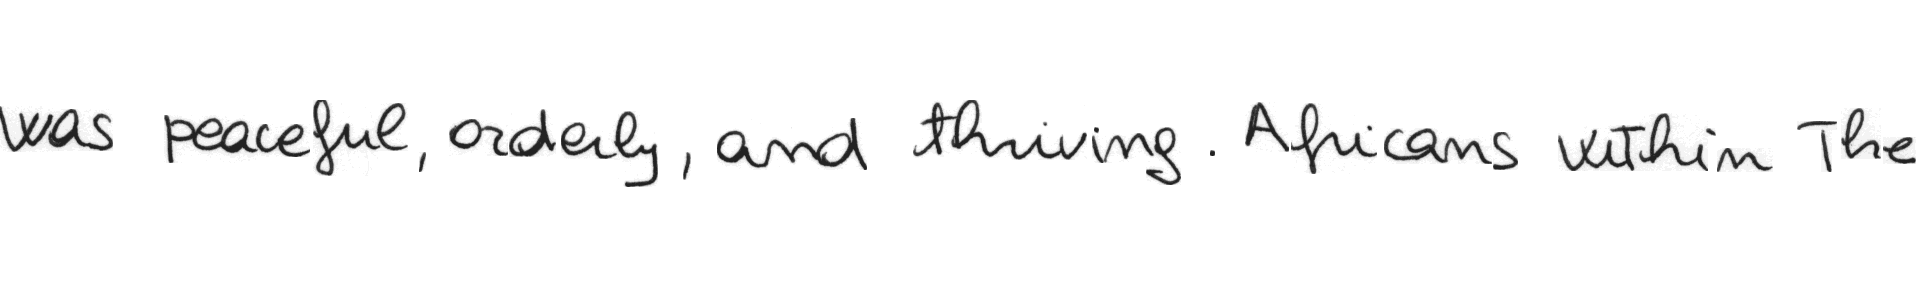 was peaceful, orderly, and thriving. Africans within the